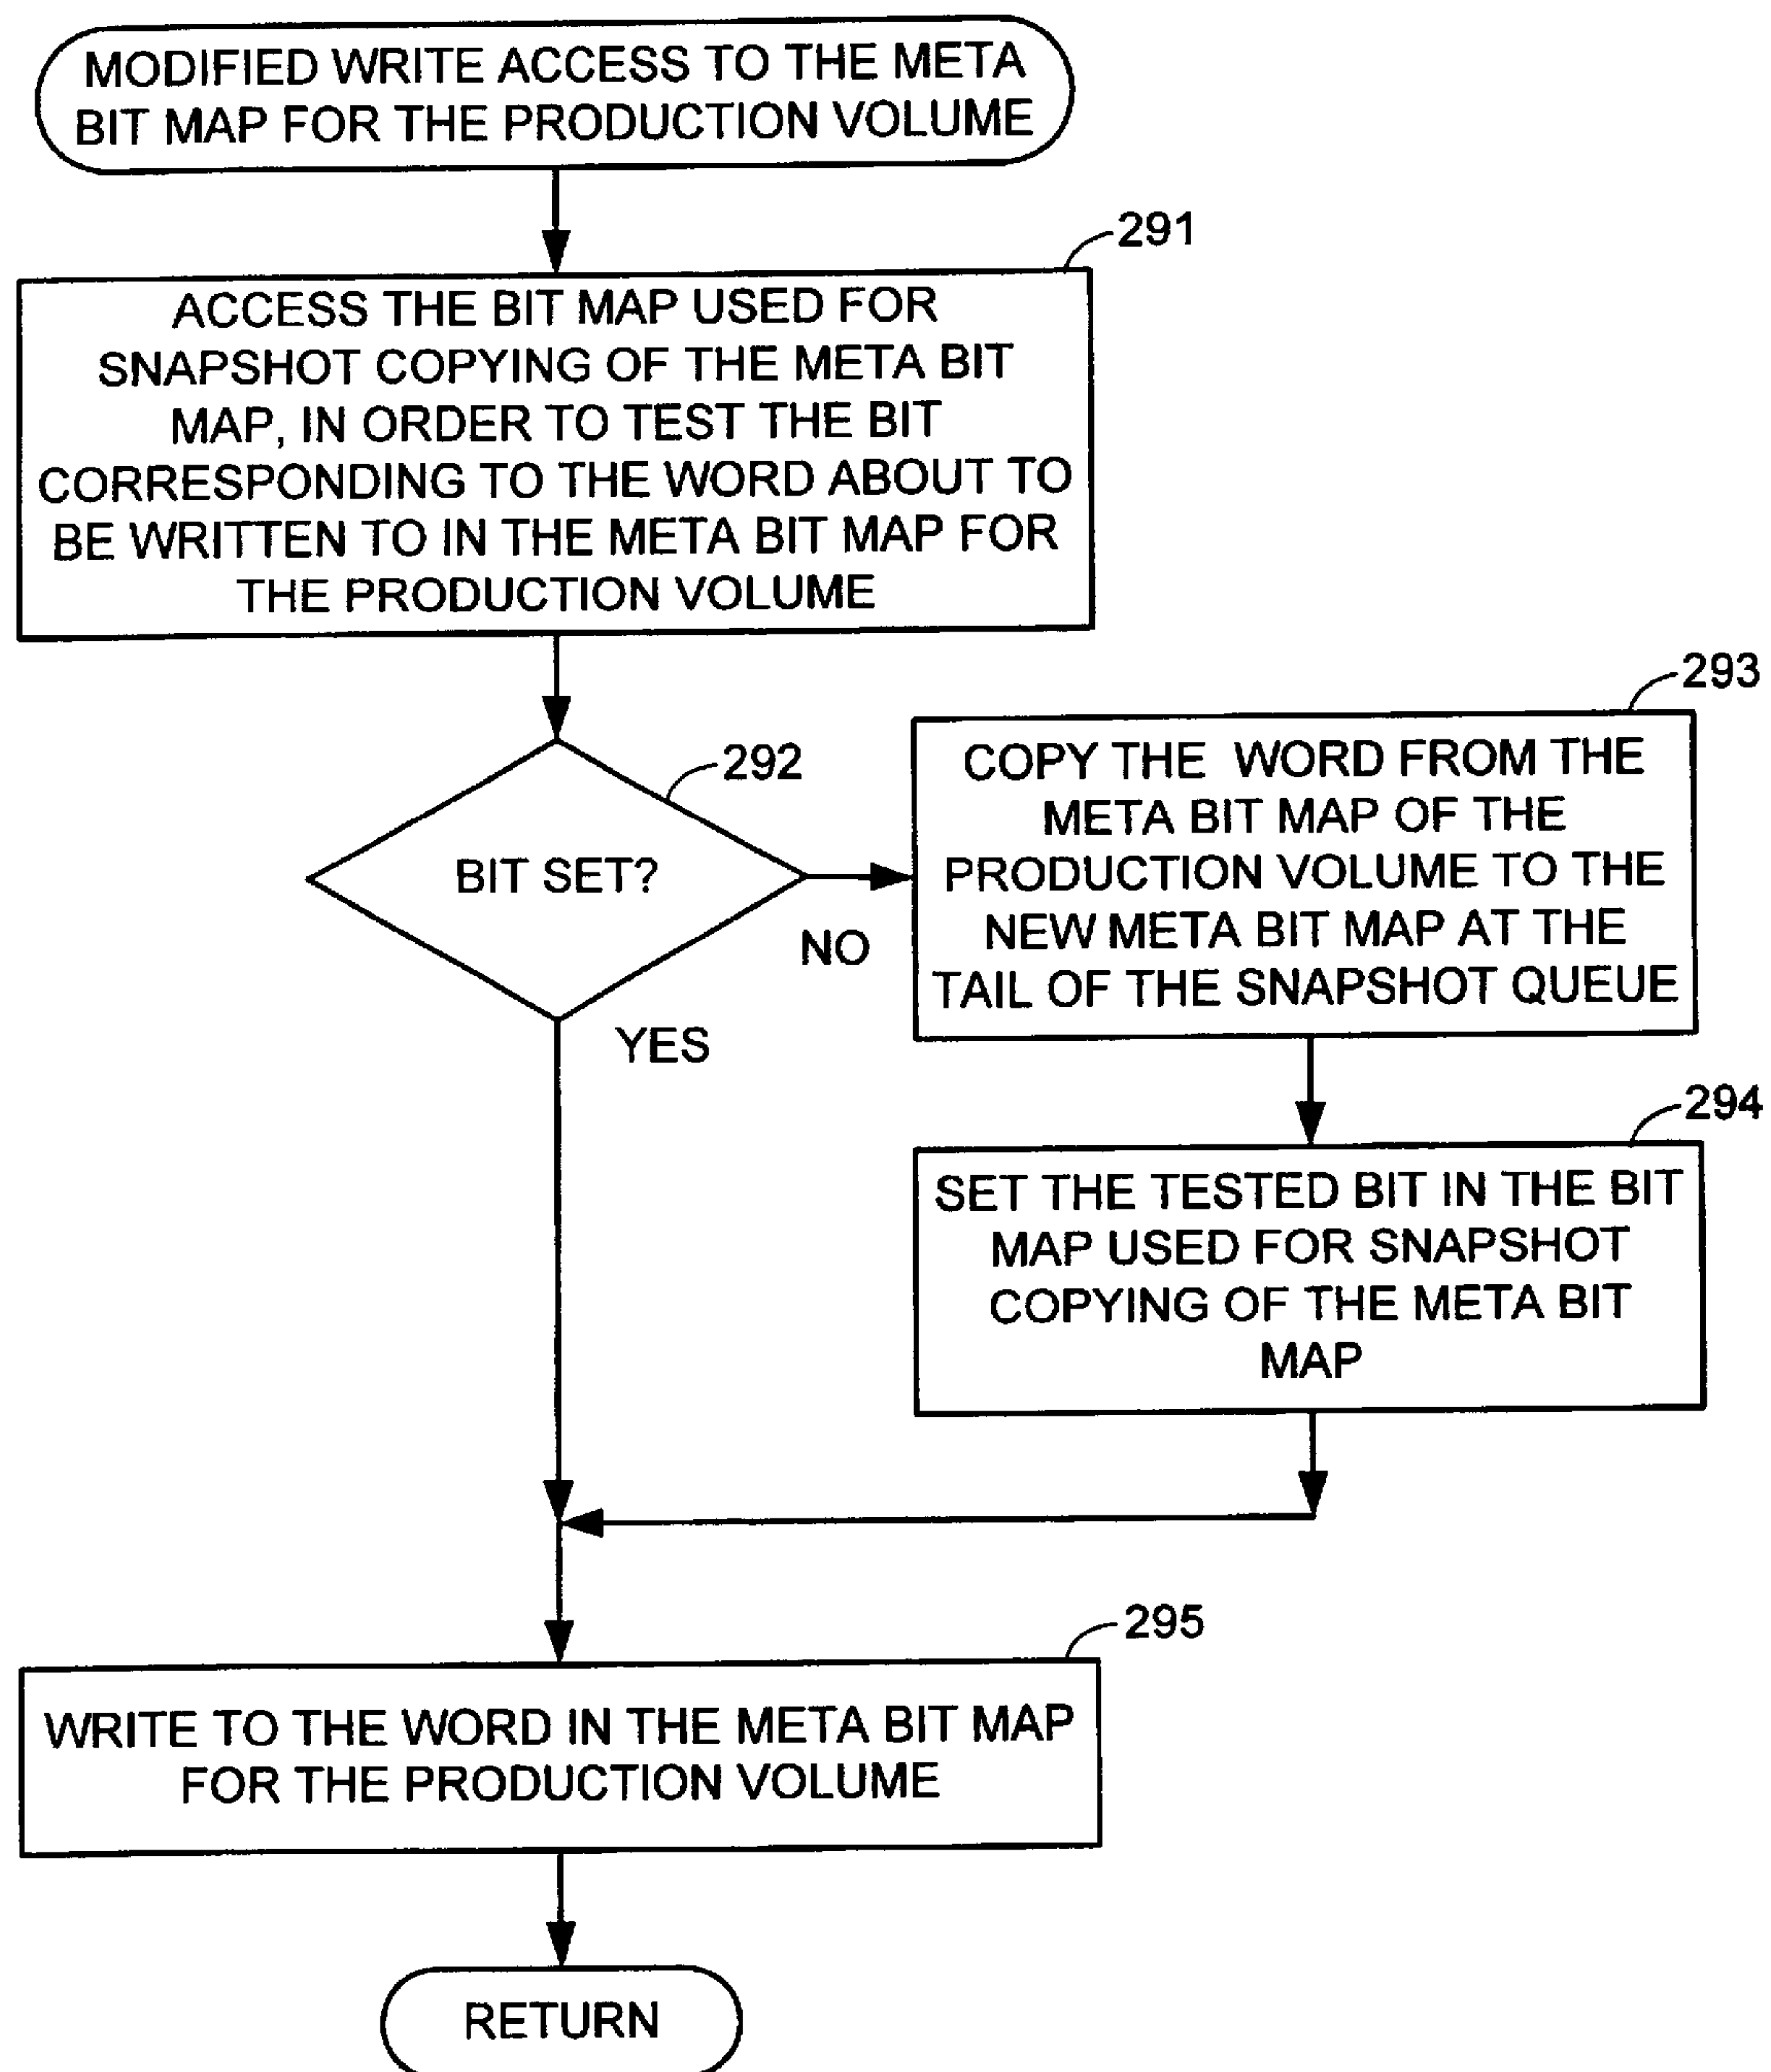 MODIFIED WRITE ACCESS TO THE META
BIT MAP FOR THE PRODUCTION VOLUME
291
ACCESS THE BIT MAP USED FOR
SNAPSHOT COPYING OF THE META BIT
MAP, IN ORDER TO TEST THE BIT
CORRESPONDING TO THE WORD ABOUT TO
BE WRITTEN TO IN THE META BIT MAP FOR
THE PRODUCTION VOLUME
292
BIT SET?
NO
YES
293
COPY THE WORD FROM THE
META BIT MAP OF THE
PRODUCTION VOLUME TO THE
NEW META BIT MAP AT THE
TAIL OF THE SNAPSHOT QUEUE
294
SET THE TESTED BIT IN THE BIT
MAP USED FOR SNAPSHOT
COPYING OF THE META BIT
MAP
295
WRITE TO THE WORD IN THE META BIT MAP
FOR THE PRODUCTION VOLUME
RETURN